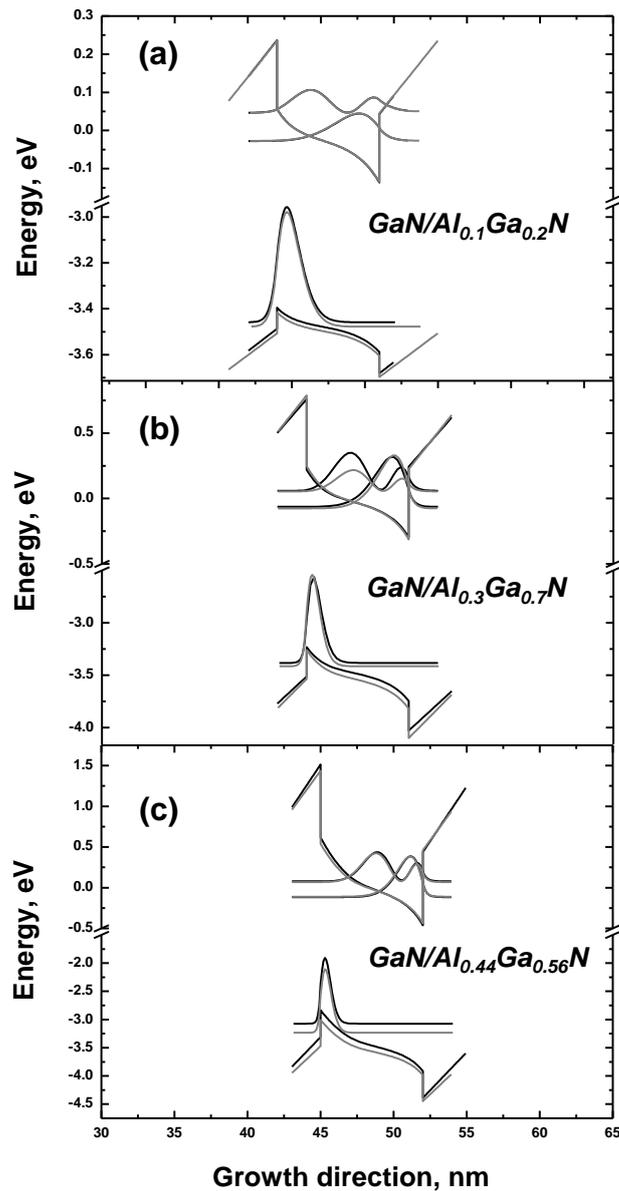 (a)
0.3
0.2
0.1
0.0
-0.1
-3.0
-3.4
-3.6
Energy, eV
GaN/Al0.1Ga0.2N
(b)
0.5
0.0
0.5
-3.0
-3.5
-4.0
Energy, eV
GaN/Al0.3Ga0.7N
(c)
1.5
1.0
0.5
0.0
0.5
-2.0
-2.5
-3.0
-3.5
-4.0
-4.5
Energy, eV
GaN/Al0.44Ga0.56N
30 35 40 45 50 55 60 65
Growth direction, nm